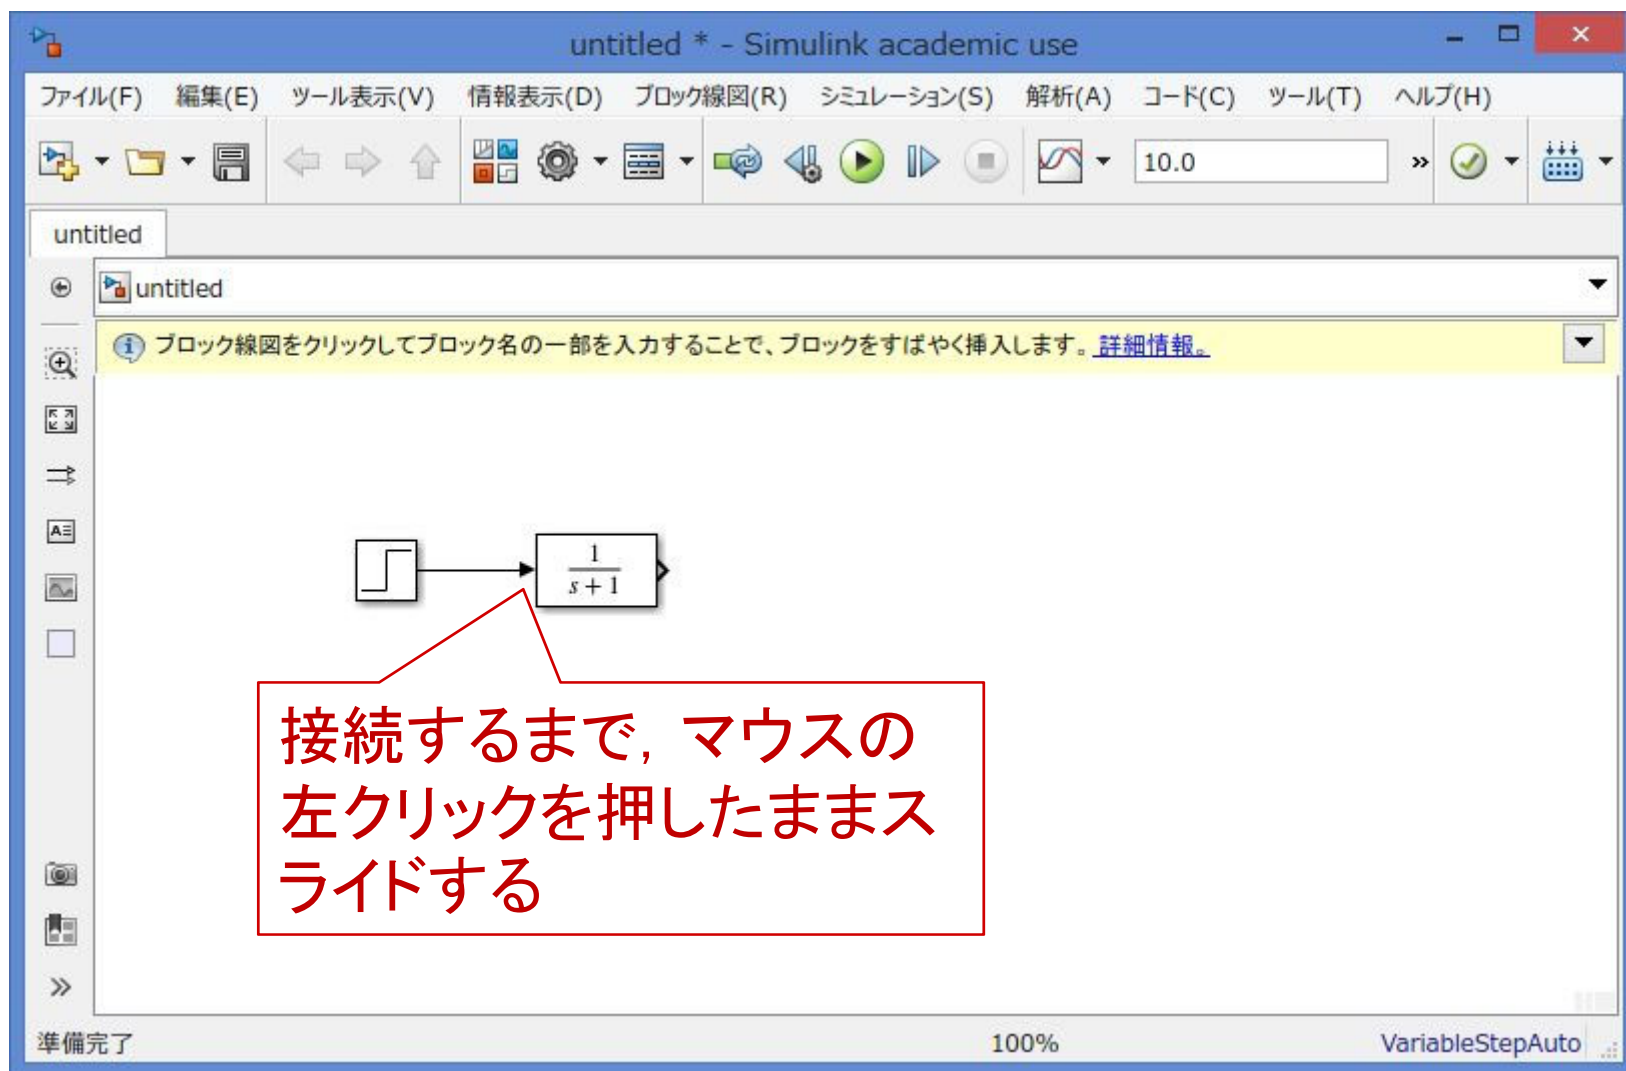 untitled * - Simulink academic use
ファイル(F) 編集(E) ツール表示(V) 情報表示(D) ブロック線図(R) シミュレーション(S) 解析(A) コード(C) ツール(T) ヘルプ(H)
10.0 »
untitled
untitled
ブロック線図をクリックしてブロック名の一部を入力することで、ブロックをすばやく挿入します。詳細情報。
1
s + 1
接続するまで，マウスの
左クリックを押したままス
ライドする
準備完了 100% VariableStepAuto